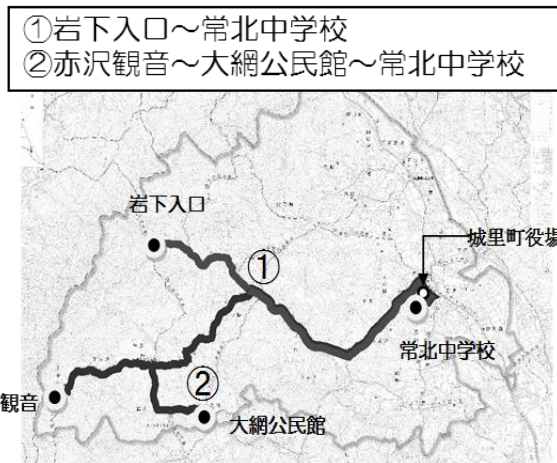 ①岩下入口～常北中学校
②赤沢観音～大網公民館～常北中学校
岩下入口
①
城里町役場
常北中学校
②
観音
大網公民館